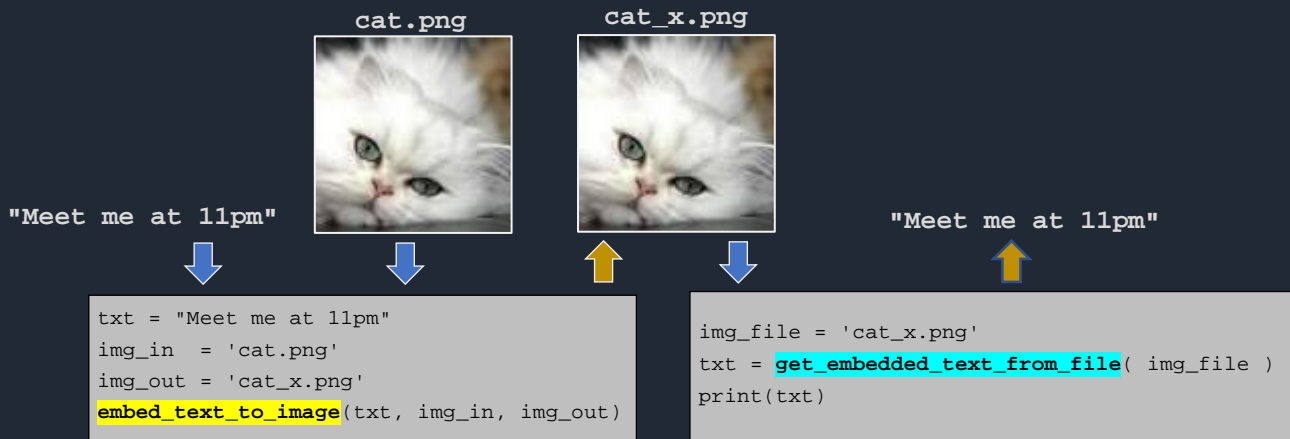 cat.png
cat_x.png
"Meet me at 11pm"
"Meet me at 11pm"
txt = "Meet me at 11pm"
img_in  = 'cat.png'
img_out = 'cat_x.png'
embed_text_to_image(txt, img_in, img_out)
img_file = 'cat_x.png'
txt = get_embedded_text_from_file( img_file )
print(txt)